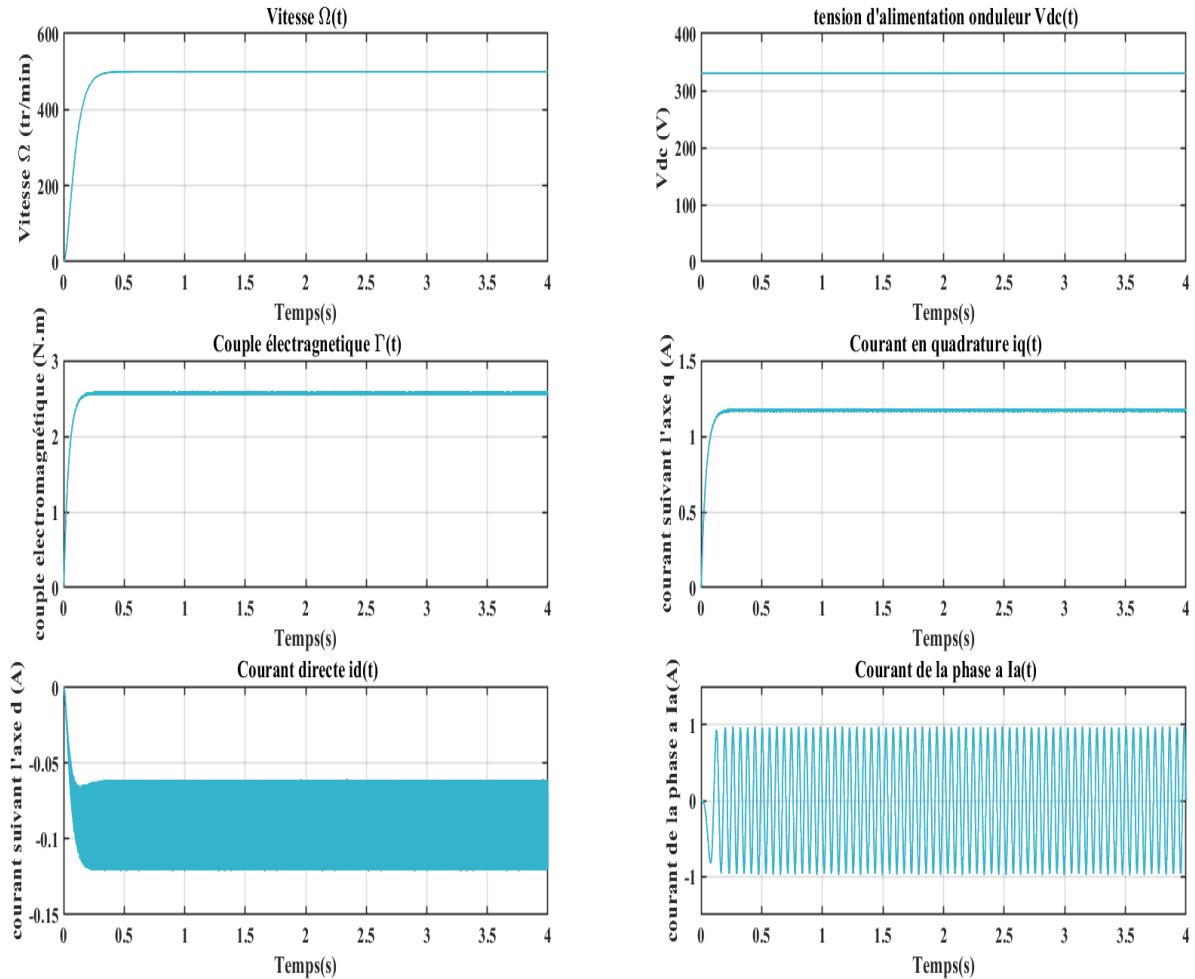 Vitesse Ω(t)
Vitesse Ω (tr/min)
600
400
200
0
0 0.5 1 1.5 2 2.5 3 3.5 4
Temps(s)
tension d'alimentation onduleur Vdc(t)
Vdc (V)
400
300
200
100
0
0 0.5 1 1.5 2 2.5 3 3.5 4
Temps(s)
Couple électragnetique Γ(t)
couple electromagnétique (N.m)
3
2
1
0
0 0.5 1 1.5 2 2.5 3 3.5 4
Temps(s)
Courant en quadrature iq(t)
courant suivant l'axe q (A)
1.5
1
0.5
0
0 0.5 1 1.5 2 2.5 3 3.5 4
Temps(s)
Courant directe id(t)
courant suivant l'axe d (A)
0
-0.05
-0.1
-0.15
0 0.5 1 1.5 2 2.5 3 3.5 4
Temps(s)
Courant de la phase a Ia(t)
courant de la phase a Ia(A)
1
0
-1
0 0.5 1 1.5 2 2.5 3 3.5 4
Temps(s)